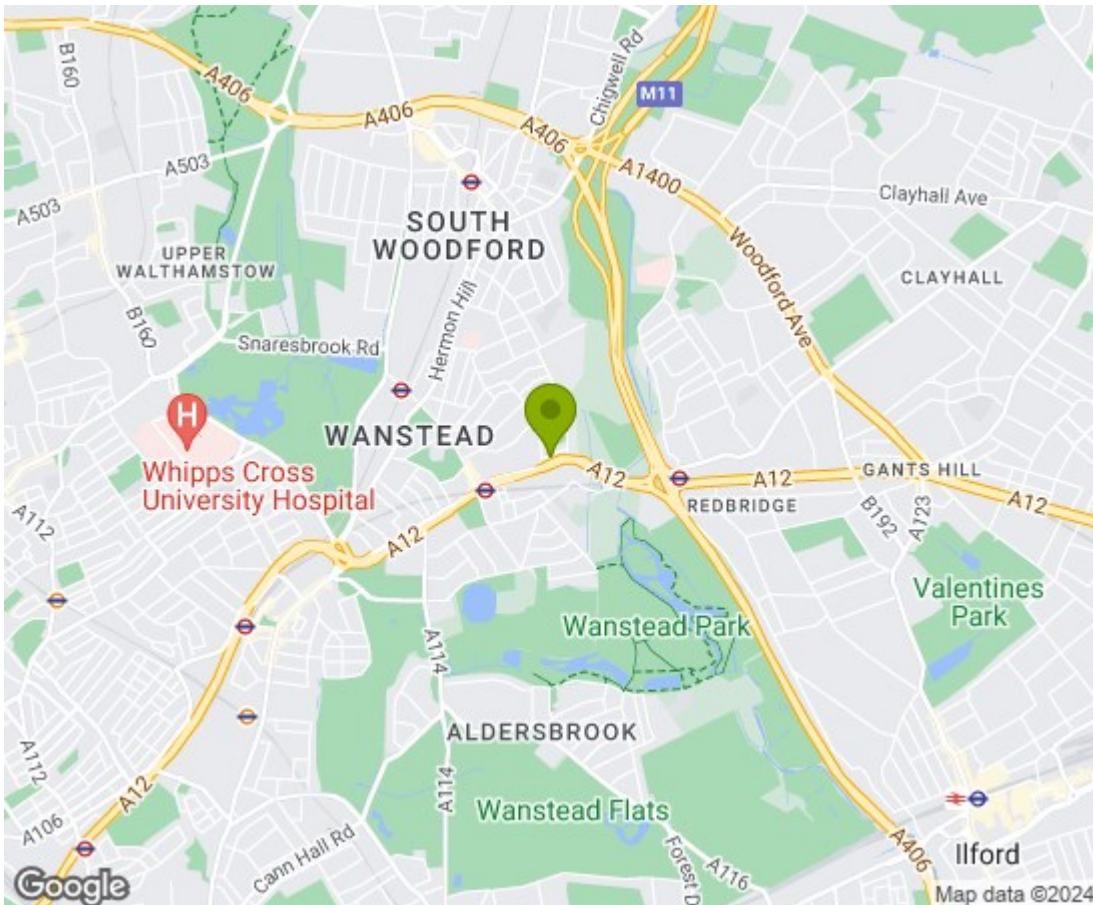 B160
A406
A406
Chigwell Rd
M11
A406
A1400
A503
A503
Clayhall Ave
SOUTH
WOODFORD
UPPER
WALTHAMSTOW
Woodford Ave
CLAYHALL
B160
Hermon Hill
Snaresbrook Rd
H
WANSTEAD
Whipps Cross
University Hospital
A12
A12
GANTS HILL
A12
REDBRIDGE
B192
A123
A112
A12
Valentines
Park
Wanstead Park
A114
ALDERSBROOK
A112
A12
A114
Wanstead Flats
A106
Cann Hall Rd
Forest D
A116
A406
Ilford
Google
Map data ©2024